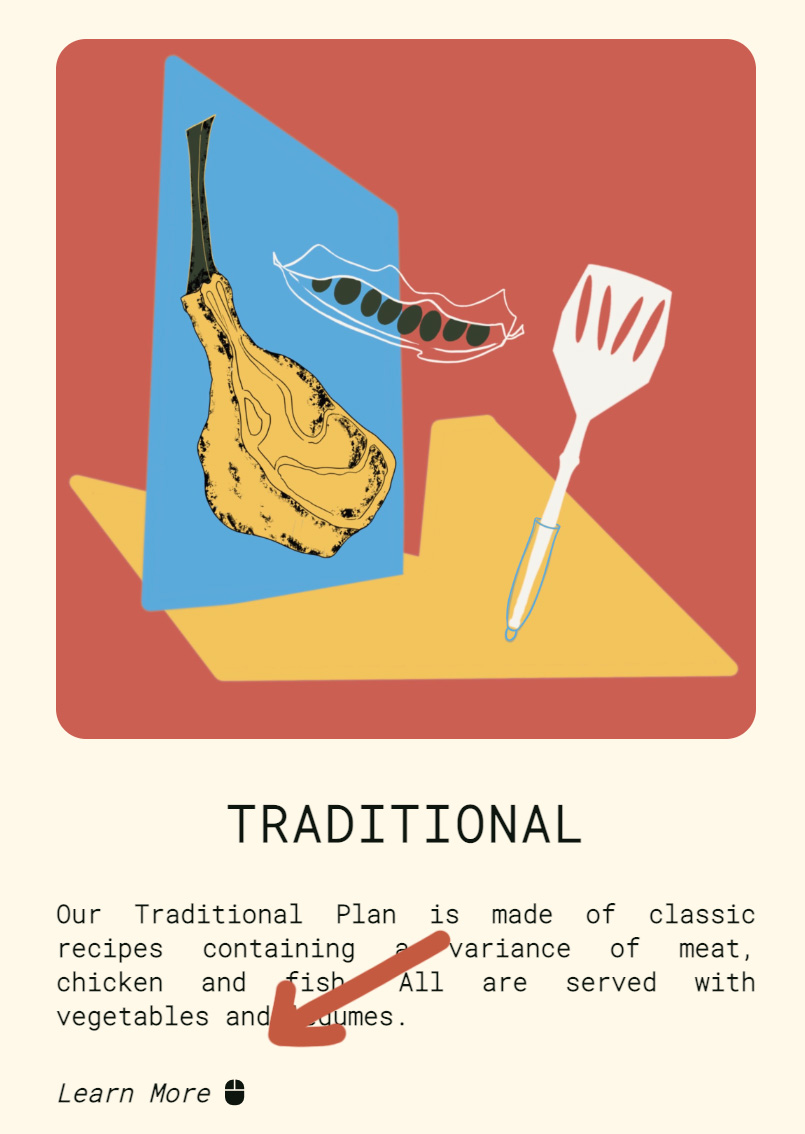 TRADITIONAL
Our Traditional Plan is made of classic
recipes containing a variance of meat,
chicken and fish. All are served with
vegetables and legumes.
Learn More